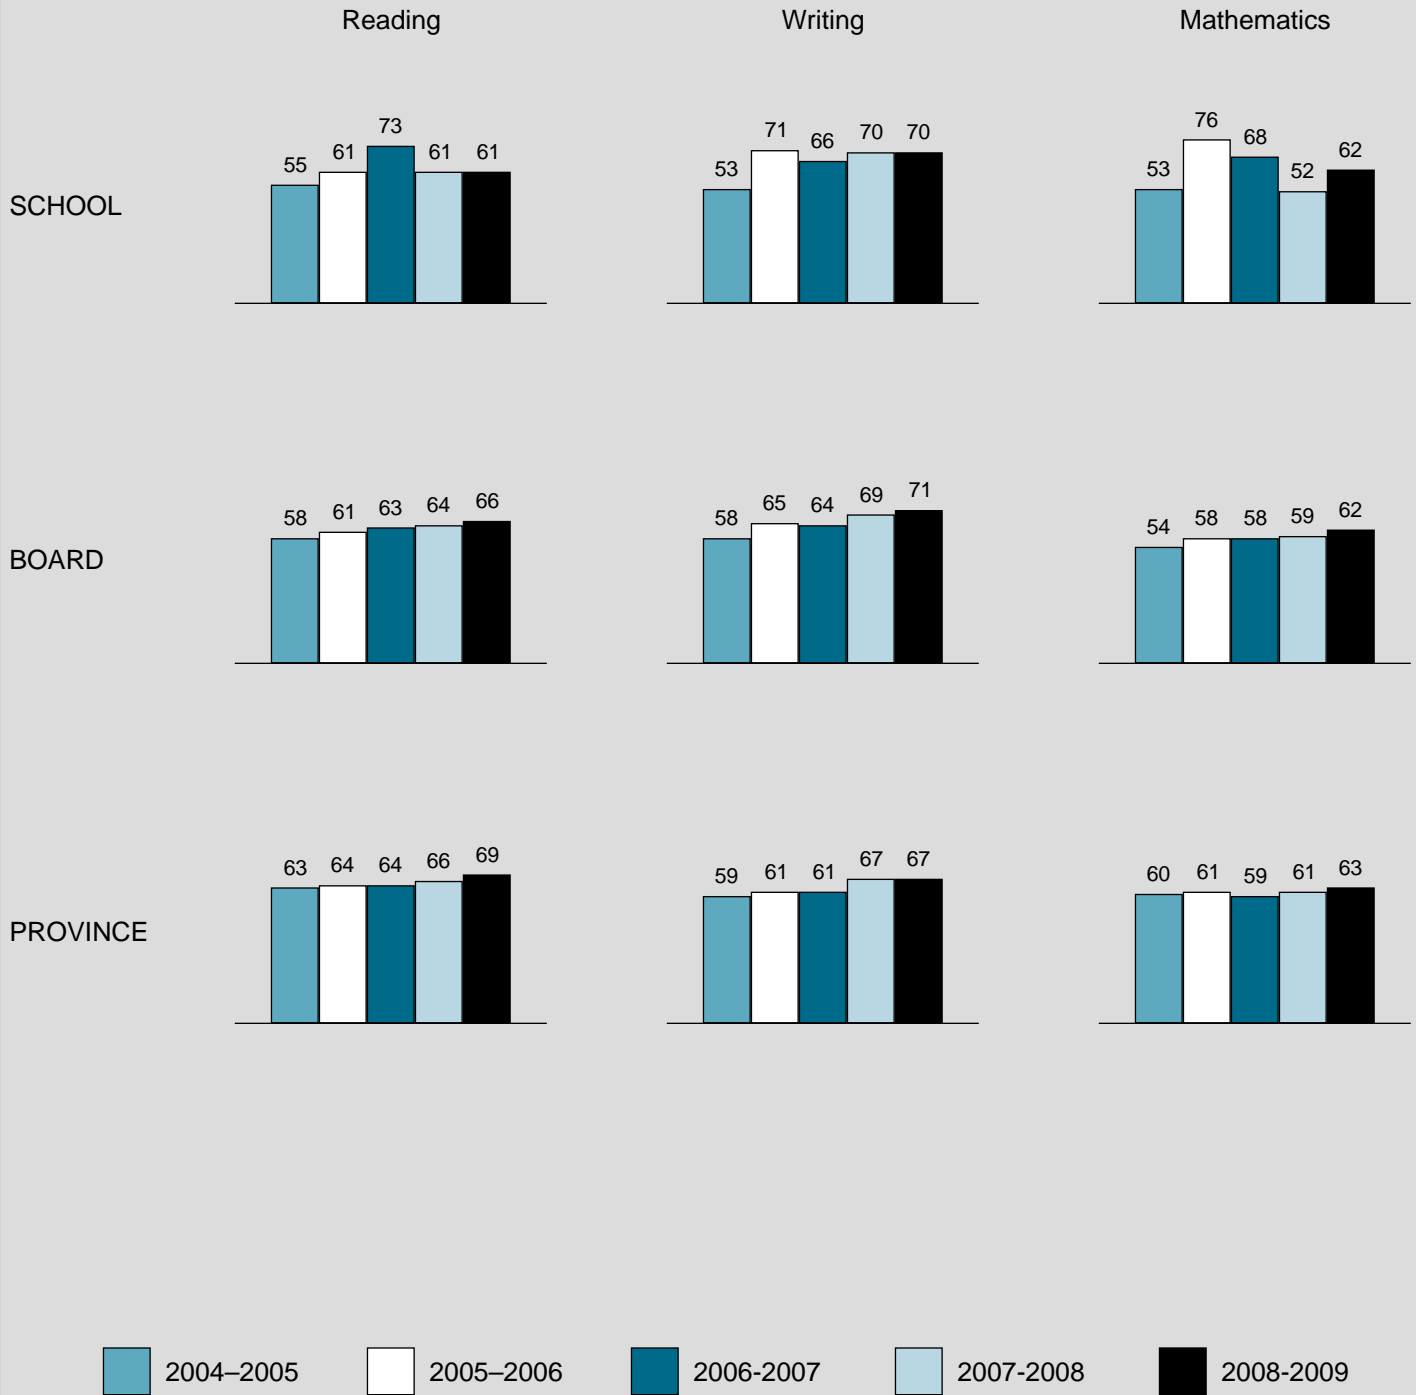 Reading Writing Mathematics
SCHOOL
55 61 73 61 61
53 71 66 70 70
53 76 68 52 62
BOARD
58 61 63 64 66
58 65 64 69 71
54 58 58 59 62
PROVINCE
63 64 64 66 69
59 61 61 67 67
60 61 59 61 63
2004–2005 2005–2006 2006-2007 2007-2008 2008-2009